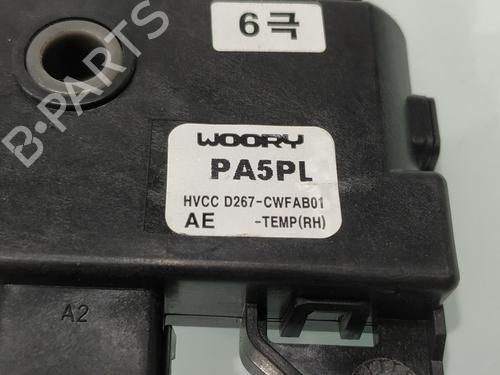 6극
WOORY
PA5PL
HVCC D267-CWFAB01
AE -TEMP(RH)
A2
B-PARTS